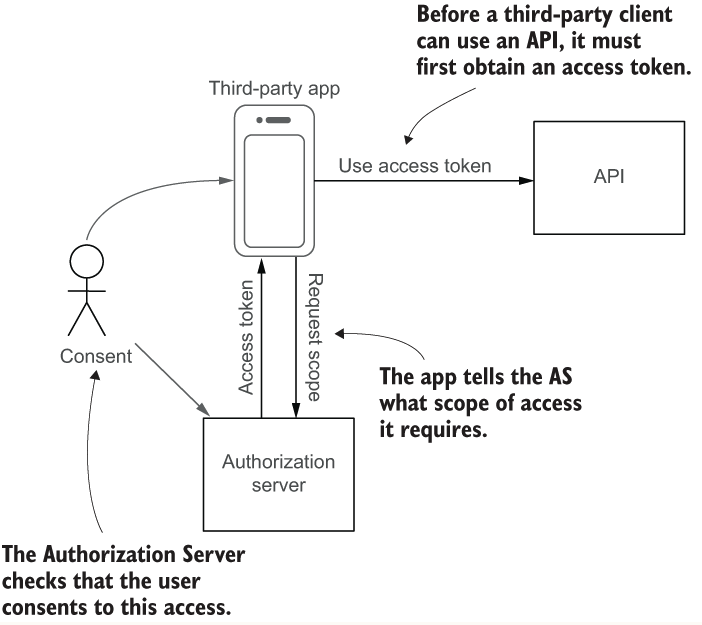 Before a third-party client
can use an API, it must
first obtain an access token.
Third-party app
Use access token
API
Access token
Request scope
Consent
The app tells the AS
what scope of access
it requires.
Authorization
server
The Authorization Server
checks that the user
consents to this access.